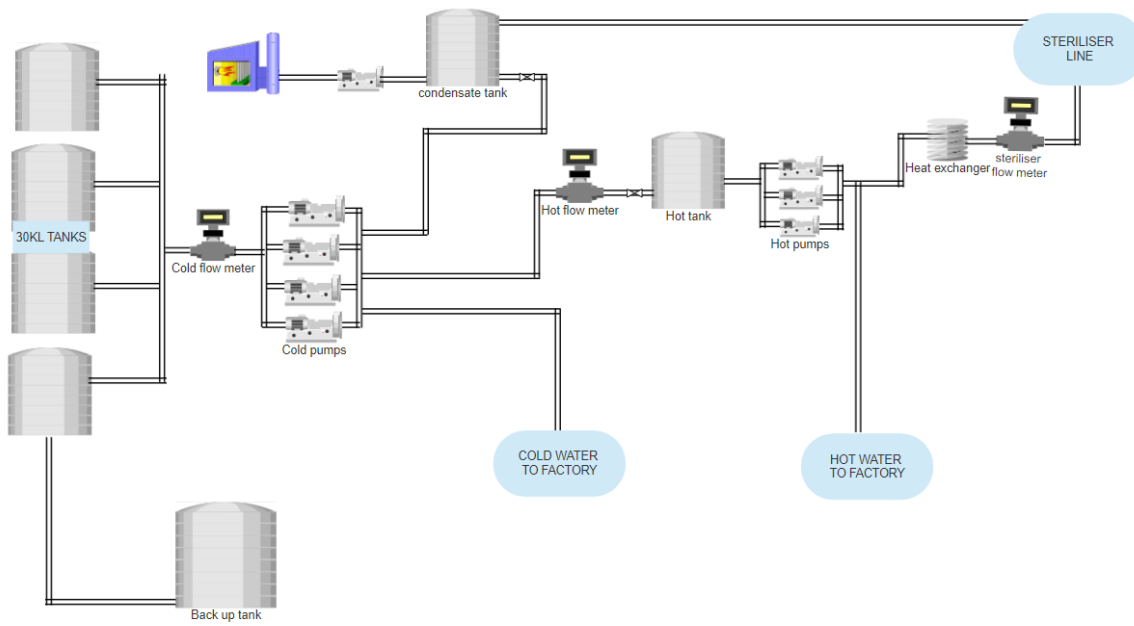 STERILISER
LINE
condensate tank
Heat exchanger
steriliser
flow meter
Hot flow meter
Hot tank
Hot pumps
30KL TANKS
Cold flow meter
Cold pumps
COLD WATER
TO FACTORY
HOT WATER
TO FACTORY
Back up tank